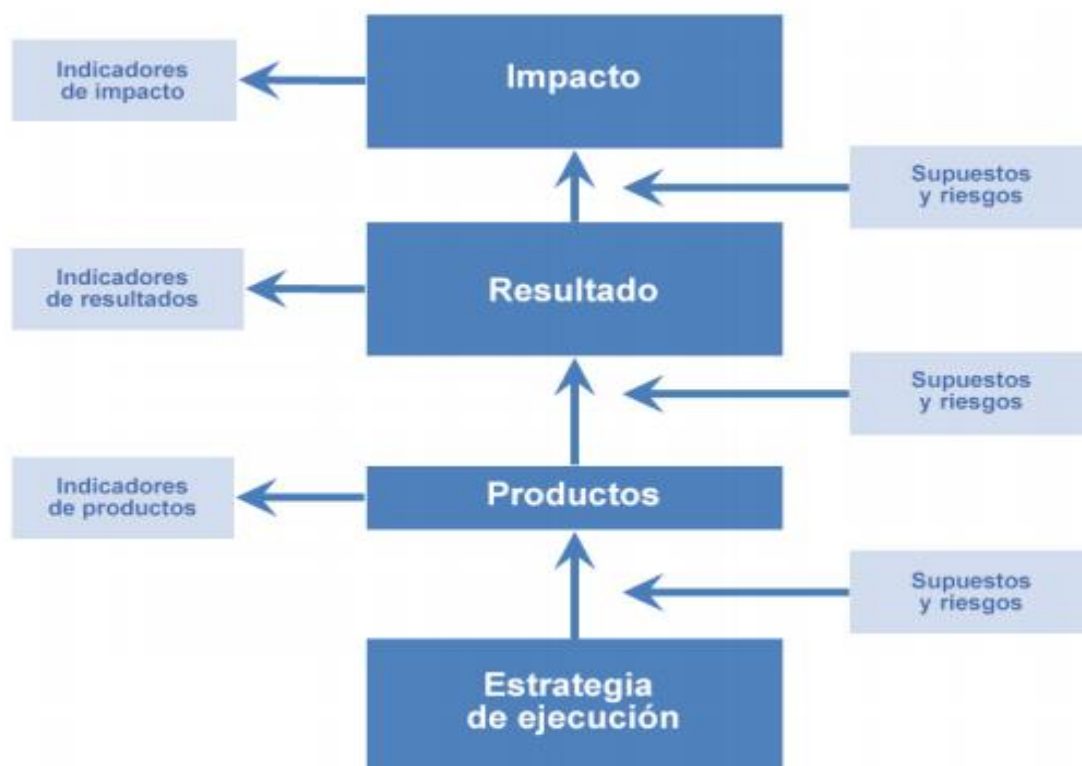 Impacto
Indicadores
de impacto
Supuestos
y riesgos
Resultado
Indicadores
de resultados
Supuestos
y riesgos
Productos
Indicadores
de productos
Supuestos
y riesgos
Estrategia
de ejecución